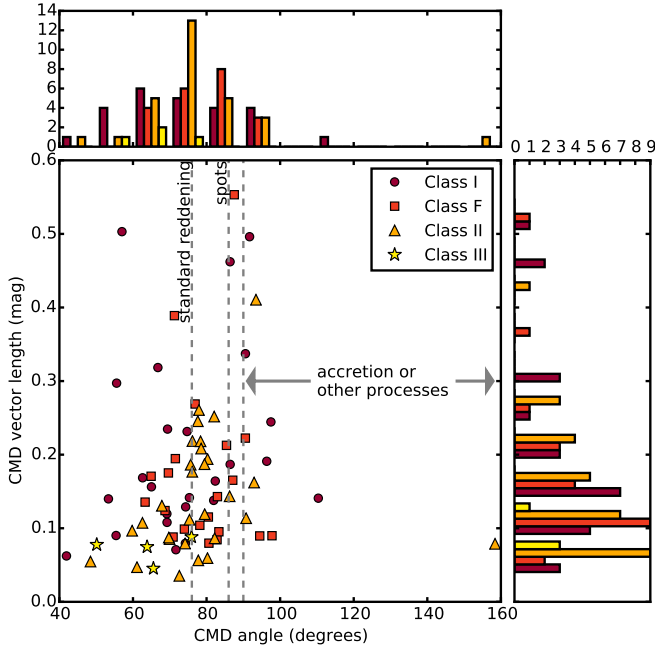 14
12
10
8
6
4
2
0
0 1 2 3 4 5 6 7 8 9
0.6
0.5
0.4
0.3
0.2
0.1
0.0
CMD vector length (mag)
standard reddening
spots
Class I
Class F
Class II
Class III
accretion or
other processes
40 60 80 100 120 140 160
CMD angle (degrees)